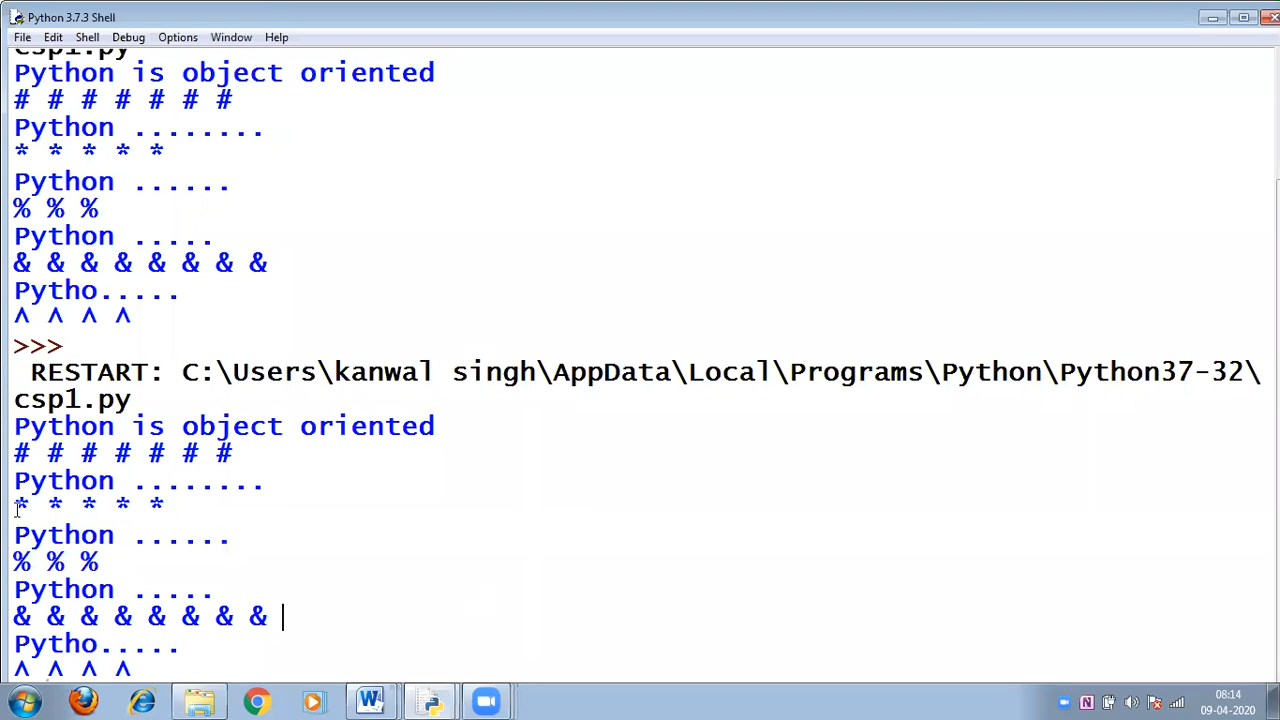 Python 3.7.3 Shell
File Edit Shell Debug Options Window Help
csp1.py
Python is object oriented
# # # # # # #
Python ........
* * * * *
Python ......
% % %
Python .....
& & & & & & & &
Pytho.....
^ ^ ^ ^
>>>
RESTART: C:\Users\kanwal singh\AppData\Local\Programs\Python\Python37-32\
csp1.py
Python is object oriented
# # # # # # #
Python ........
* * * * *
Python ......
% % %
Python .....
& & & & & & & &
Pytho.....
^ ^ ^ ^
08:14
09-04-2020